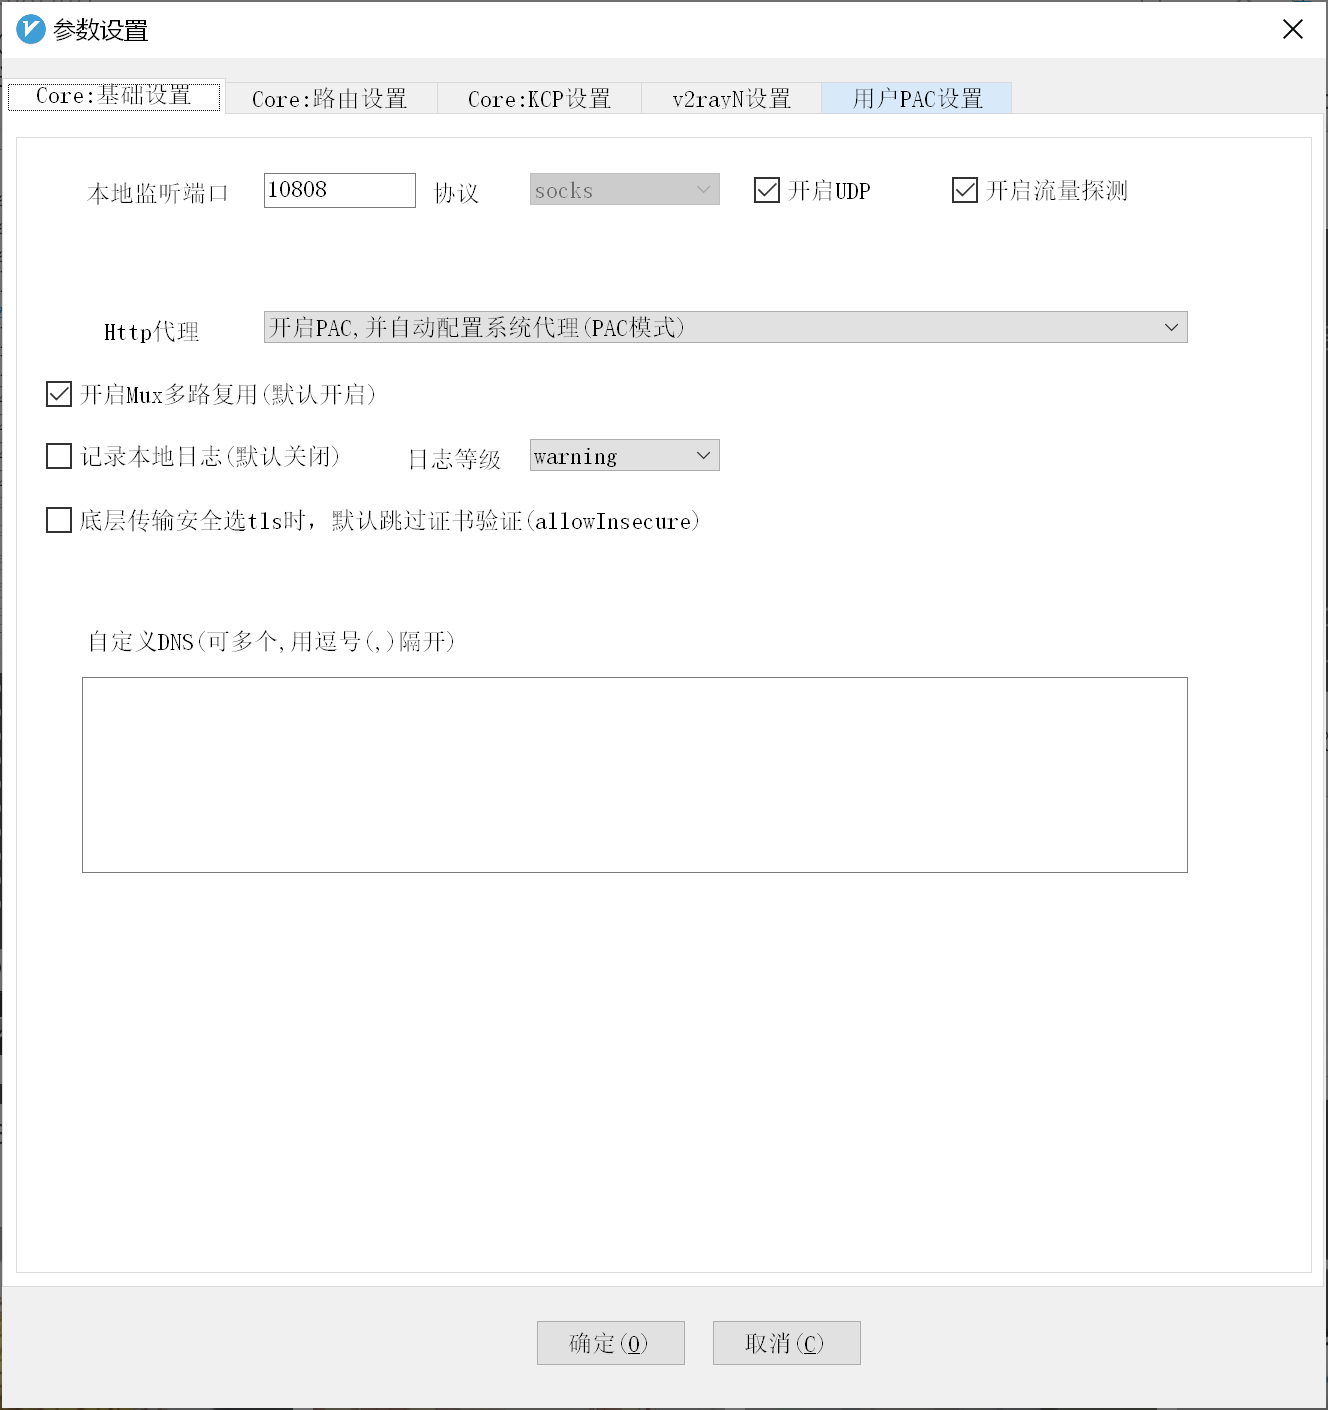 参数设置
Core:基础设置 Core:路由设置 Core:KCP设置 v2rayN设置 用户PAC设置
本地监听端口 10808 协议 socks 开启UDP 开启流量探测
Http代理 开启PAC,并自动配置系统代理(PAC模式)
开启Mux多路复用(默认开启)
记录本地日志(默认关闭) 日志等级 warning
底层传输安全选tls时，默认跳过证书验证(allowInsecure)
自定义DNS(可多个,用逗号(,)隔开)
确定(O) 取消(C)